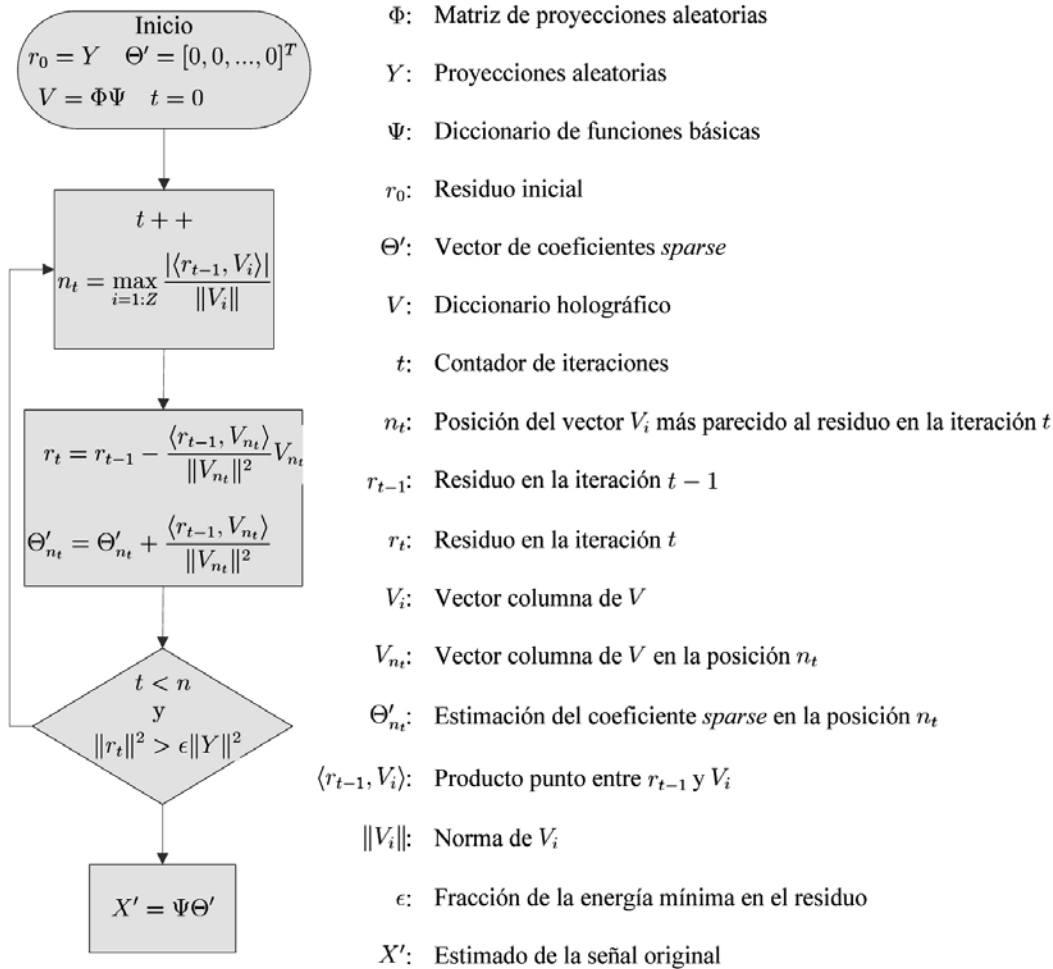 Inicio
r_0 = Y    Θ′ = [0, 0, ..., 0]^T
V = ΦΨ    t = 0
t + +
n_t = max_{i=1:Z} |⟨r_{t−1}, V_i⟩| / ‖V_i‖
r_t = r_{t−1} − ⟨r_{t−1}, V_{n_t}⟩ / ‖V_{n_t}‖² V_{n_t}
Θ′_{n_t} = Θ′_{n_t} + ⟨r_{t−1}, V_{n_t}⟩ / ‖V_{n_t}‖²
t < n
y
‖r_t‖² > ϵ‖Y‖²
X′ = ΨΘ′
Φ: Matriz de proyecciones aleatorias
Y: Proyecciones aleatorias
Ψ: Diccionario de funciones básicas
r_0: Residuo inicial
Θ′: Vector de coeficientes sparse
V: Diccionario holográfico
t: Contador de iteraciones
n_t: Posición del vector V_i más parecido al residuo en la iteración t
r_{t−1}: Residuo en la iteración t − 1
r_t: Residuo en la iteración t
V_i: Vector columna de V
V_{n_t}: Vector columna de V en la posición n_t
Θ′_{n_t}: Estimación del coeficiente sparse en la posición n_t
⟨r_{t−1}, V_i⟩: Producto punto entre r_{t−1} y V_i
‖V_i‖: Norma de V_i
ϵ: Fracción de la energía mínima en el residuo
X′: Estimado de la señal original